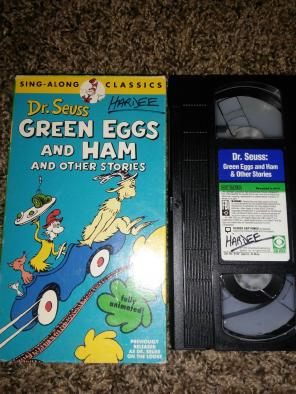 SING-ALONG CLASSICS
HARDEE
Dr. Seuss
GREEN EGGS
AND HAM
AND OTHER STORIES
fully animated!
PREVIOUSLY
RELEASED
AS DR. SEUSS
ON THE LOOSE
Dr. Seuss:
Green Eggs and Ham
& Other Stories
HARDEE